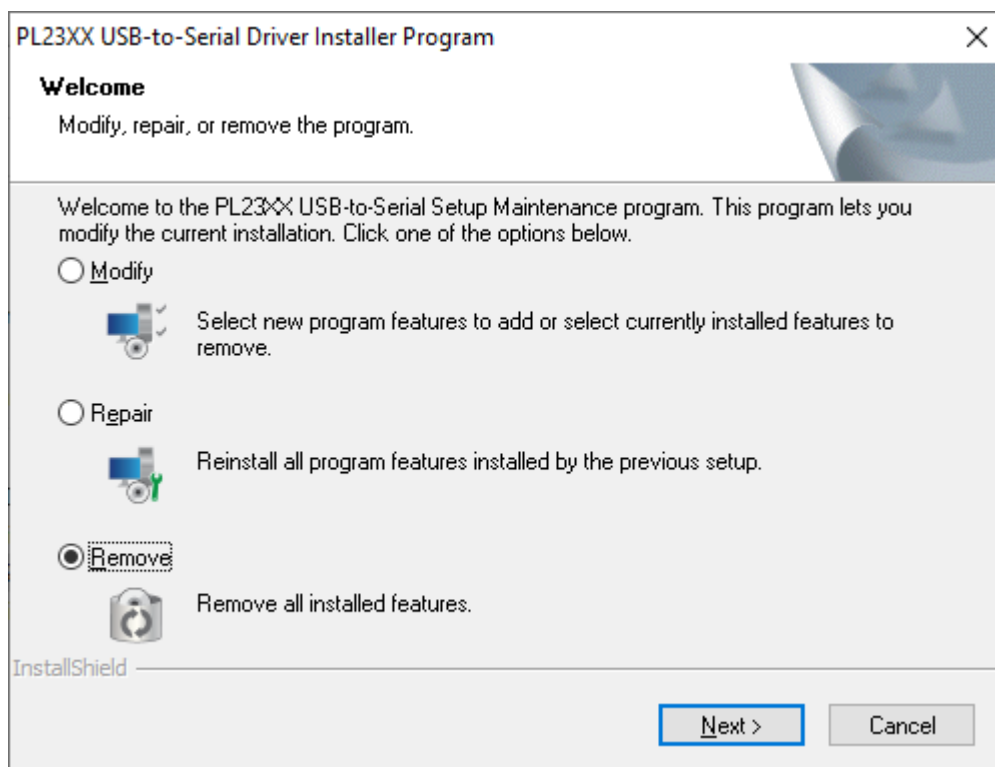 PL23XX USB-to-Serial Driver Installer Program
Welcome
Modify, repair, or remove the program.
Welcome to the PL23XX USB-to-Serial Setup Maintenance program. This program lets you
modify the current installation. Click one of the options below.
Modify
Select new program features to add or select currently installed features to
remove.
Repair
Reinstall all program features installed by the previous setup.
Remove
Remove all installed features.
InstallShield
Next >
Cancel